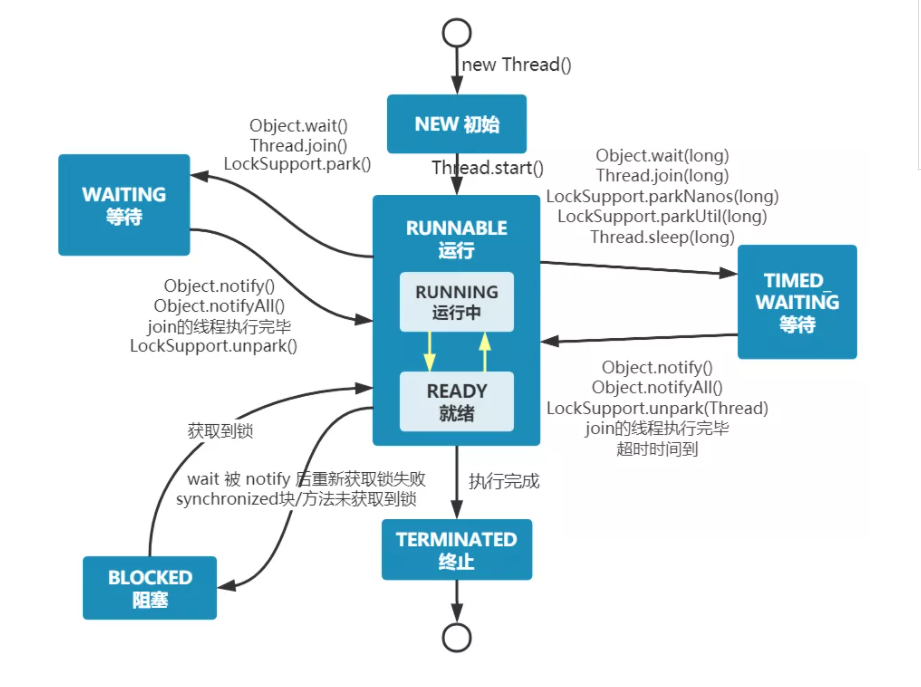 new Thread()
NEW 初始
Thread.start()
Object.wait()
Thread.join()
LockSupport.park()
WAITING
等待
Object.notify()
Object.notifyAll()
join的线程执行完毕
LockSupport.unpark()
RUNNABLE
运行
RUNNING
运行中
READY
就绪
Object.wait(long)
Thread.join(long)
LockSupport.parkNanos(long)
LockSupport.parkUtil(long)
Thread.sleep(long)
TIMED_
WAITING
等待
Object.notify()
Object.notifyAll()
LockSupport.unpark(Thread)
join的线程执行完毕
超时时间到
获取到锁
wait 被 notify 后重新获取锁失败
synchronized块/方法未获取到锁
BLOCKED
阻塞
执行完成
TERMINATED
终止